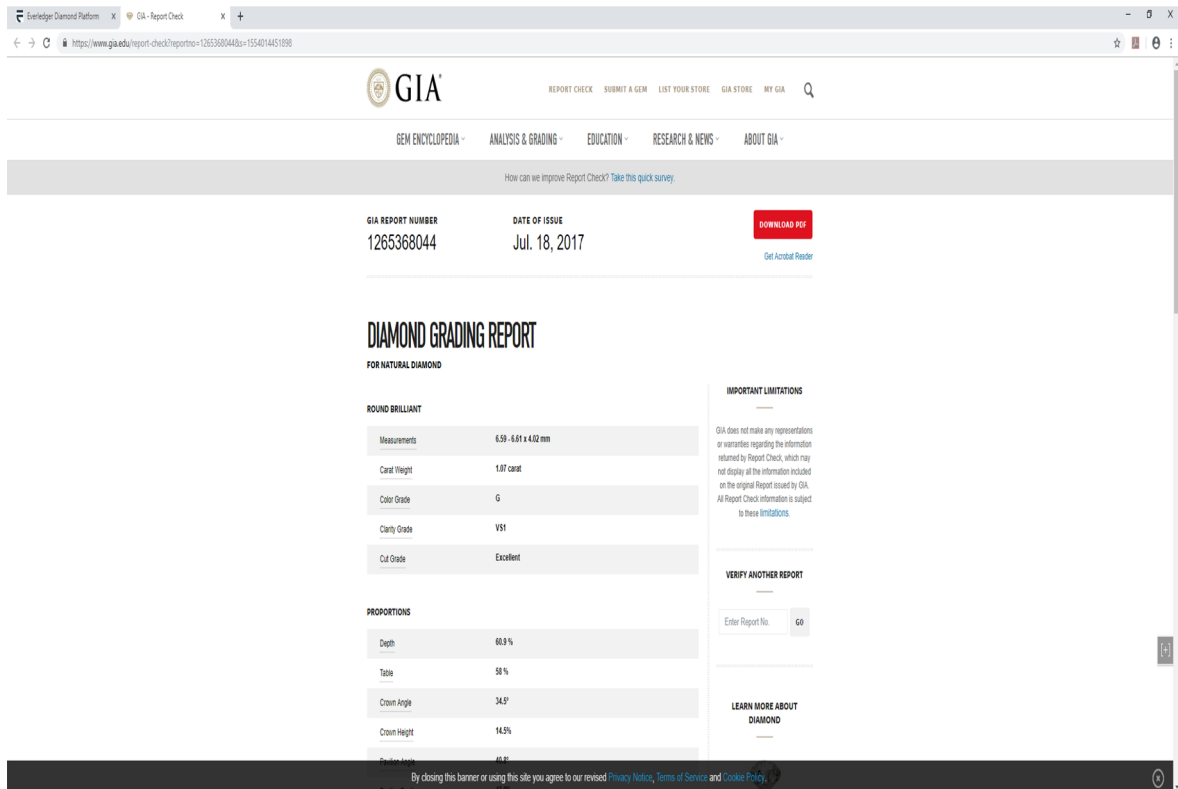 Everledger Diamond Platform X GIA - Report Check X +
https://www.gia.edu/report-check?reportno=1265368044&s=1554014451898
GIA
REPORT CHECK SUBMIT A GEM LIST YOUR STORE GIA STORE MY GIA
GEM ENCYCLOPEDIA ANALYSIS & GRADING EDUCATION RESEARCH & NEWS ABOUT GIA
How can we improve Report Check? Take this quick survey.
GIA REPORT NUMBER
1265368044
DATE OF ISSUE
Jul. 18, 2017
DOWNLOAD PDF
Get Acrobat Reader
DIAMOND GRADING REPORT
FOR NATURAL DIAMOND
ROUND BRILLIANT
Measurements 6.59 - 6.61 x 4.02 mm
Carat Weight 1.07 carat
Color Grade G
Clarity Grade VS1
Cut Grade Excellent
PROPORTIONS
Depth 60.9 %
Table 58 %
Crown Angle 34.5°
Crown Height 14.5%
Pavilion Angle 40.8°
IMPORTANT LIMITATIONS
GIA does not make any representations
or warranties regarding the information
returned by Report Check, which may
not display all the information included
on the original Report issued by GIA.
All Report Check information is subject
to these limitations.
VERIFY ANOTHER REPORT
Enter Report No. GO
[+]
LEARN MORE ABOUT
DIAMOND
By closing this banner or using this site you agree to our revised Privacy Notice, Terms of Service and Cookie Policy.